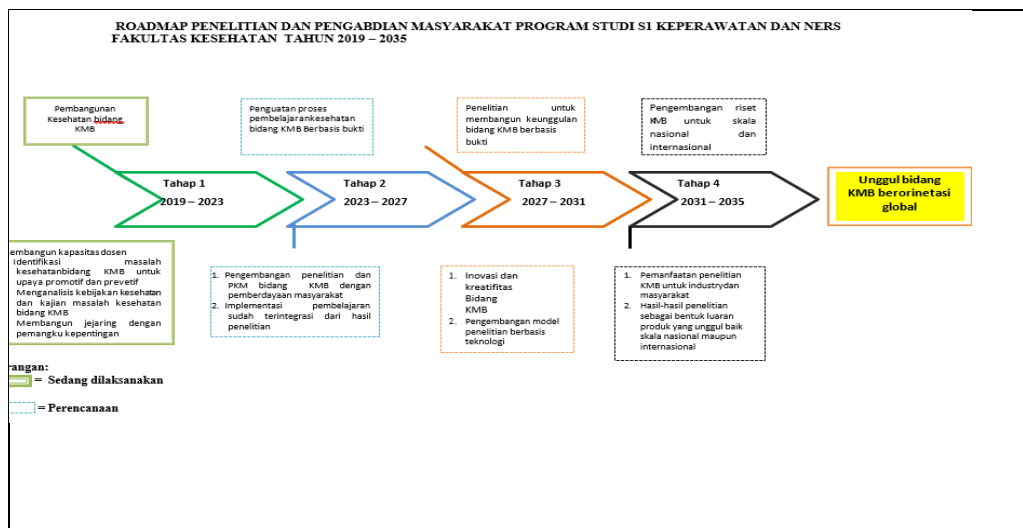 ROADMAP PENELITIAN DAN PENGABDIAN MASYARAKAT PROGRAM STUDI S1 KEPERAWATAN DAN NERS
FAKULTAS KESEHATAN TAHUN 2019 – 2035
Pembangunan
Kesehatan bidang
KMB
Penguatan proses
pembelajarankesehatan
bidang KMB Berbasis bukti
Penelitian untuk
membangun keunggulan
bidang KMB berbasis
bukti
Pengembangan riset
KMB untuk skala
nasional dan
internasional
Tahap 1
2019 – 2023
Tahap 2
2023 – 2027
Tahap 3
2027 – 2031
Tahap 4
2031 – 2035
Unggul bidang
KMB berorinetasi
global
embangun kapasitas dosen
Identifikasi masalah
kesehatanbidang KMB untuk
upaya promotif dan prevetif
Menganalisis kebijakan kesehatan
dan kajian masalah kesehatan
bidang KMB
Membangun jejaring dengan
pemangku kepentingan
1. Pengembangan penelitian dan
PKM bidang KMB dengan
pemberdayaan masyarakat
2. Implementasi pembelajaran
sudah terintegrasi dari hasil
penelitian
1. Inovasi dan
kreatifitas
Bidang
KMB
2. Pengembangan model
penelitian berbasis
teknologi
1. Pemanfaatan penelitian
KMB untuk industrydan
masyarakat
2. Hasil-hasil penelitian
sebagai bentuk luaran
produk yang unggul baik
skala nasional maupun
internasional
rangan:
= Sedang dilaksanakan
= Perencanaan